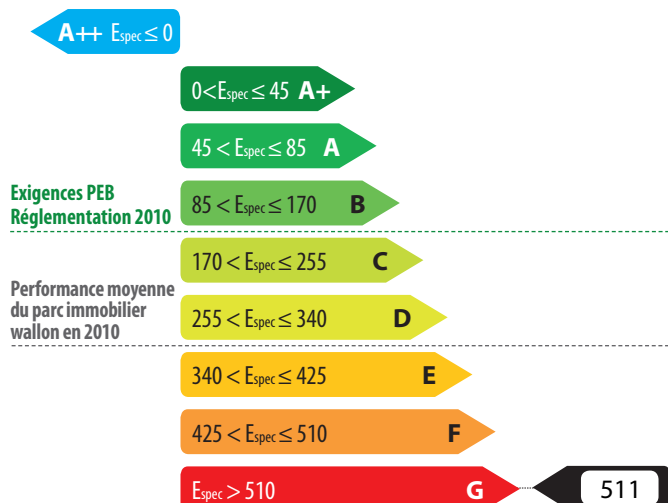 A++ Espec ≤ 0
0<Espec ≤ 45 A+
45 < Espec ≤ 85 A
Exigences PEB
Réglementation 2010
85 < Espec ≤ 170 B
170 < Espec ≤ 255 C
Performance moyenne
du parc immobilier
wallon en 2010
255 < Espec ≤ 340 D
340 < Espec ≤ 425 E
425 < Espec ≤ 510 F
Espec > 510 G 511